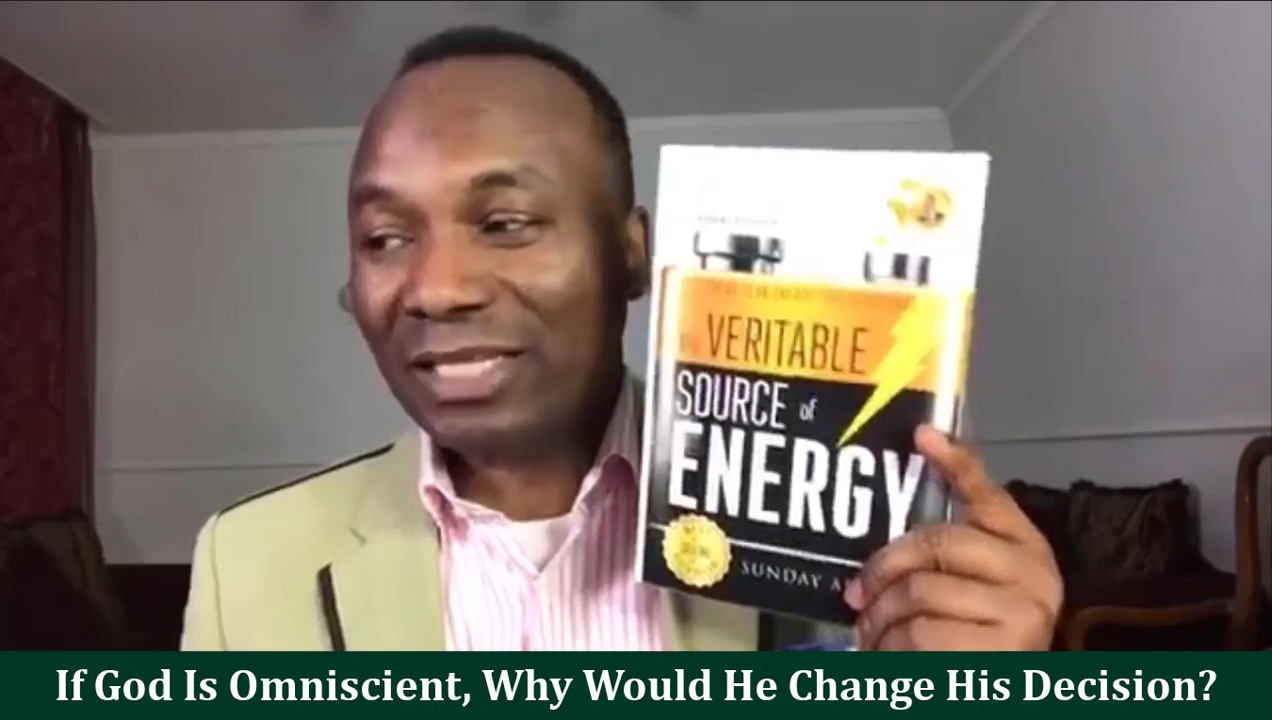 VERITABLE
SOURCE of
ENERGY
SUNDAY
If God Is Omniscient, Why Would He Change His Decision?